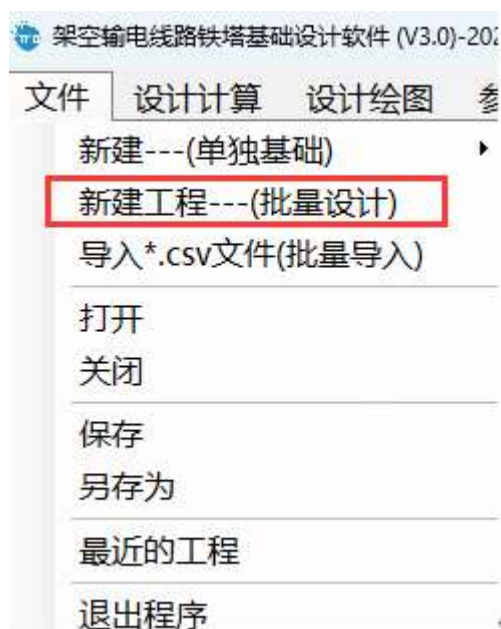 架空输电线路铁塔基础设计软件 (V3.0)-202
文件 设计计算 设计绘图
新建---(单独基础)
新建工程---(批量设计)
导入*.csv文件(批量导入)
打开
关闭
保存
另存为
最近的工程
退出程序